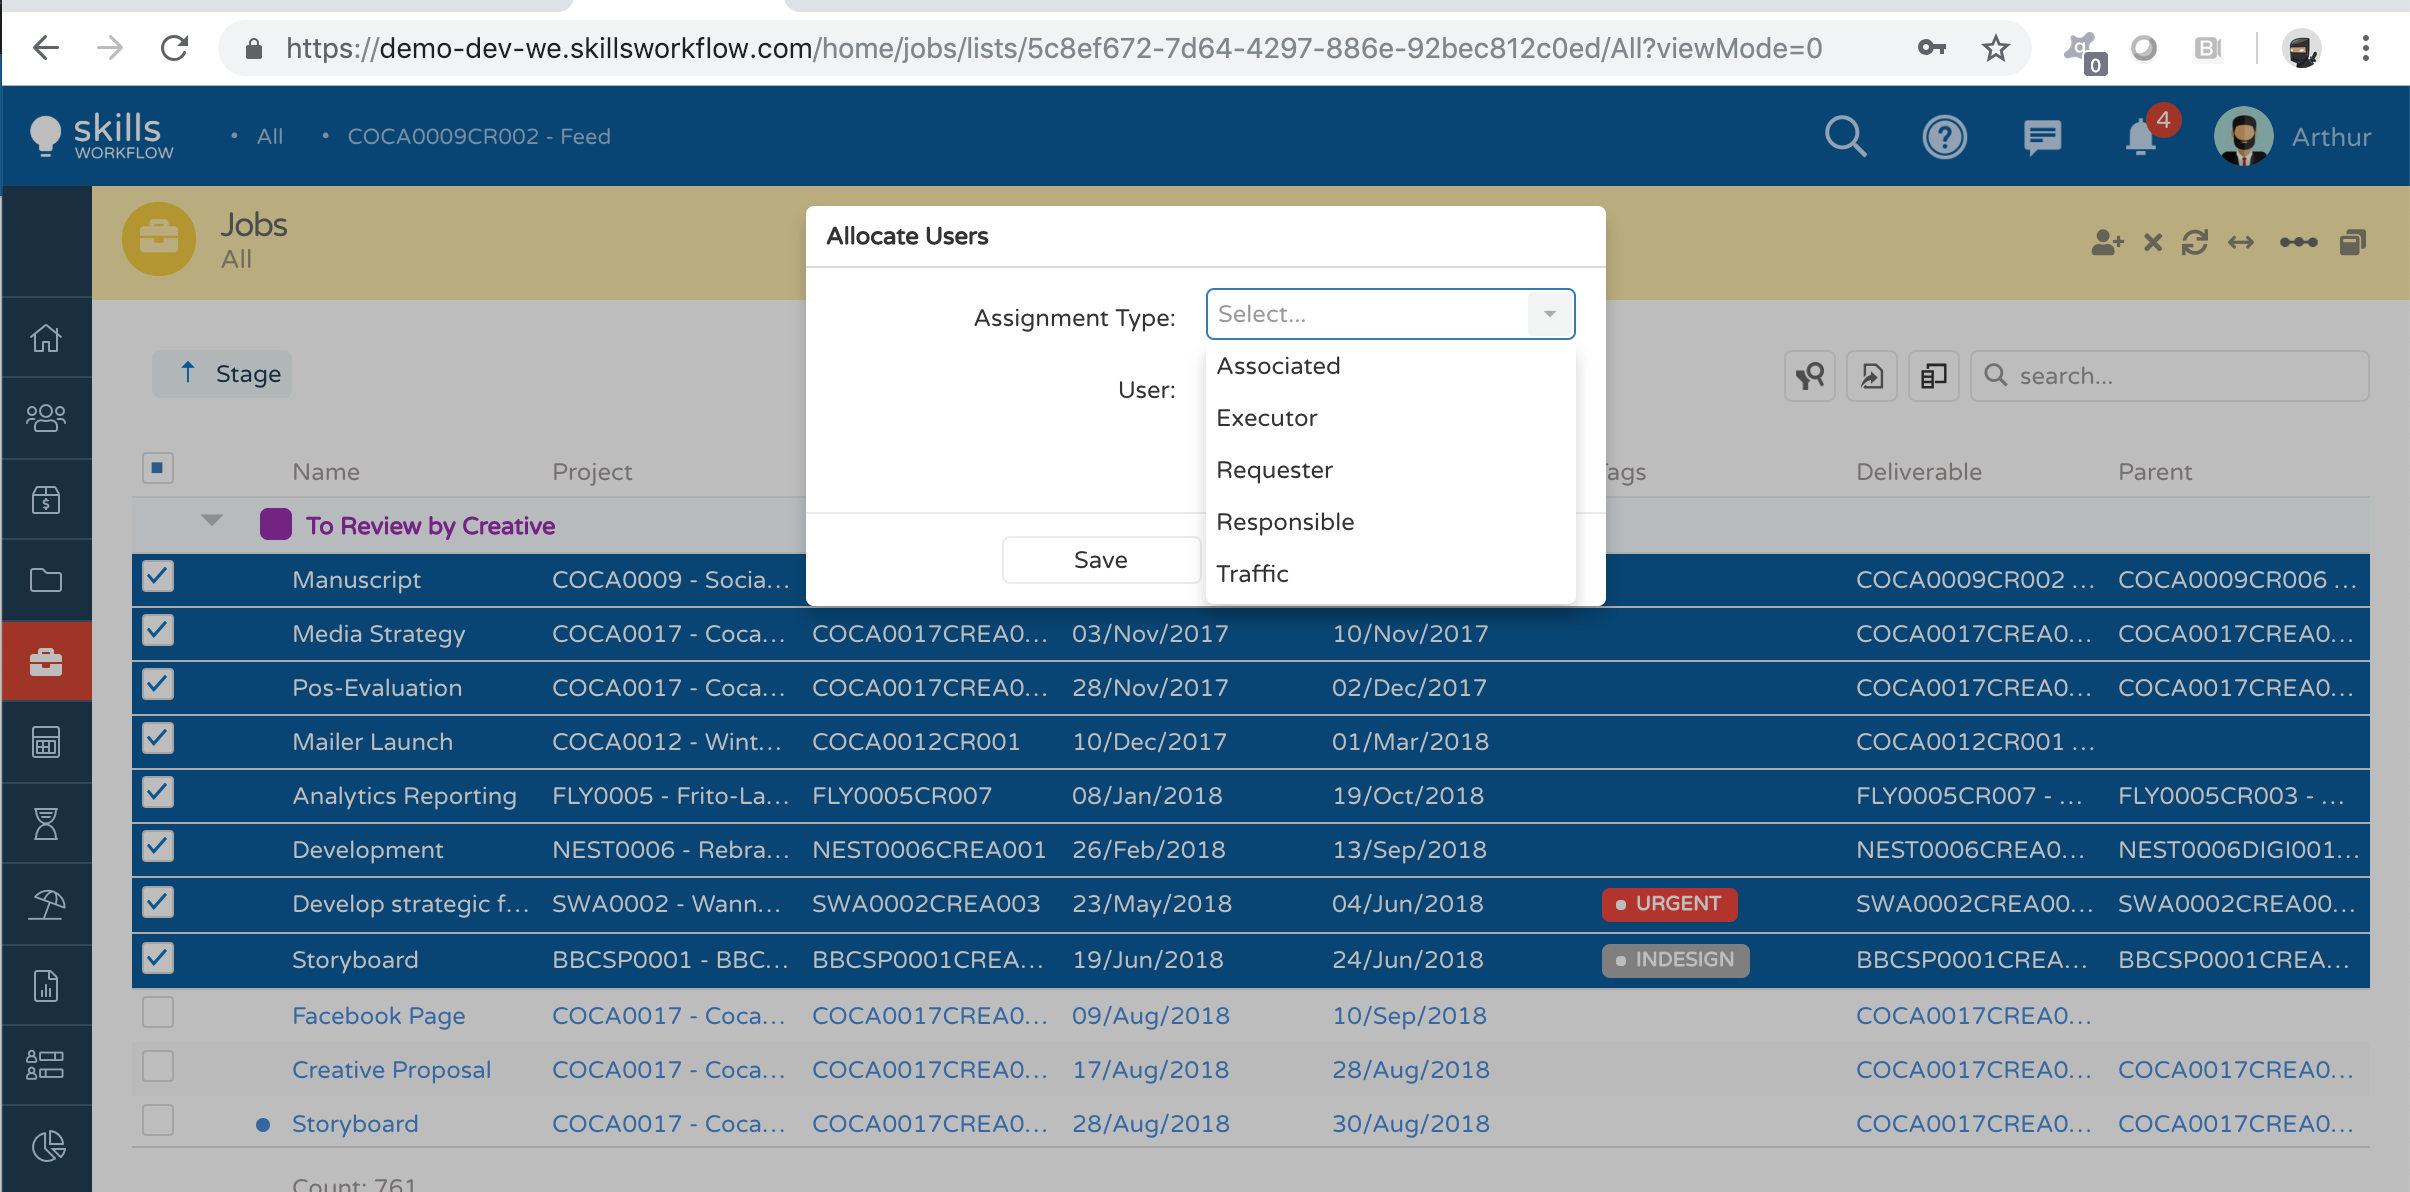 https://demo-dev-we.skillsworkflow.com/home/jobs/lists/5c8ef672-7d64-4297-886e-92bec812c0ed/All?viewMode=0
0
skills
WORKFLOW
• All • COCA0009CR002 - Feed
4
Arthur
Jobs
All
Allocate Users
Assignment Type: Select...
User:
Associated
Executor
Requester
Responsible
Traffic
Save
Stage
search...
Name Project Tags Deliverable Parent
To Review by Creative
Manuscript COCA0009 - Socia... COCA0009CR002 ... COCA0009CR006 ...
Media Strategy COCA0017 - Coca... COCA0017CREA0... 03/Nov/2017 10/Nov/2017 COCA0017CREA0... COCA0017CREA0...
Pos-Evaluation COCA0017 - Coca... COCA0017CREA0... 28/Nov/2017 02/Dec/2017 COCA0017CREA0... COCA0017CREA0...
Mailer Launch COCA0012 - Wint... COCA0012CR001 10/Dec/2017 01/Mar/2018 COCA0012CR001 ...
Analytics Reporting FLY0005 - Frito-La... FLY0005CR007 08/Jan/2018 19/Oct/2018 FLY0005CR007 - ... FLY0005CR003 - ...
Development NEST0006 - Rebra... NEST0006CREA001 26/Feb/2018 13/Sep/2018 NEST0006CREA0... NEST0006DIGI001...
Develop strategic f... SWA0002 - Wann... SWA0002CREA003 23/May/2018 04/Jun/2018 URGENT SWA0002CREA00... SWA0002CREA00...
Storyboard BBCSP0001 - BBC... BBCSP0001CREA... 19/Jun/2018 24/Jun/2018 INDESIGN BBCSP0001CREA... BBCSP0001CREA...
Facebook Page COCA0017 - Coca... COCA0017CREA0... 09/Aug/2018 10/Sep/2018 COCA0017CREA0...
Creative Proposal COCA0017 - Coca... COCA0017CREA0... 17/Aug/2018 28/Aug/2018 COCA0017CREA0... COCA0017CREA0...
Storyboard COCA0017 - Coca... COCA0017CREA0... 28/Aug/2018 30/Aug/2018 COCA0017CREA0... COCA0017CREA0...
Count: 761